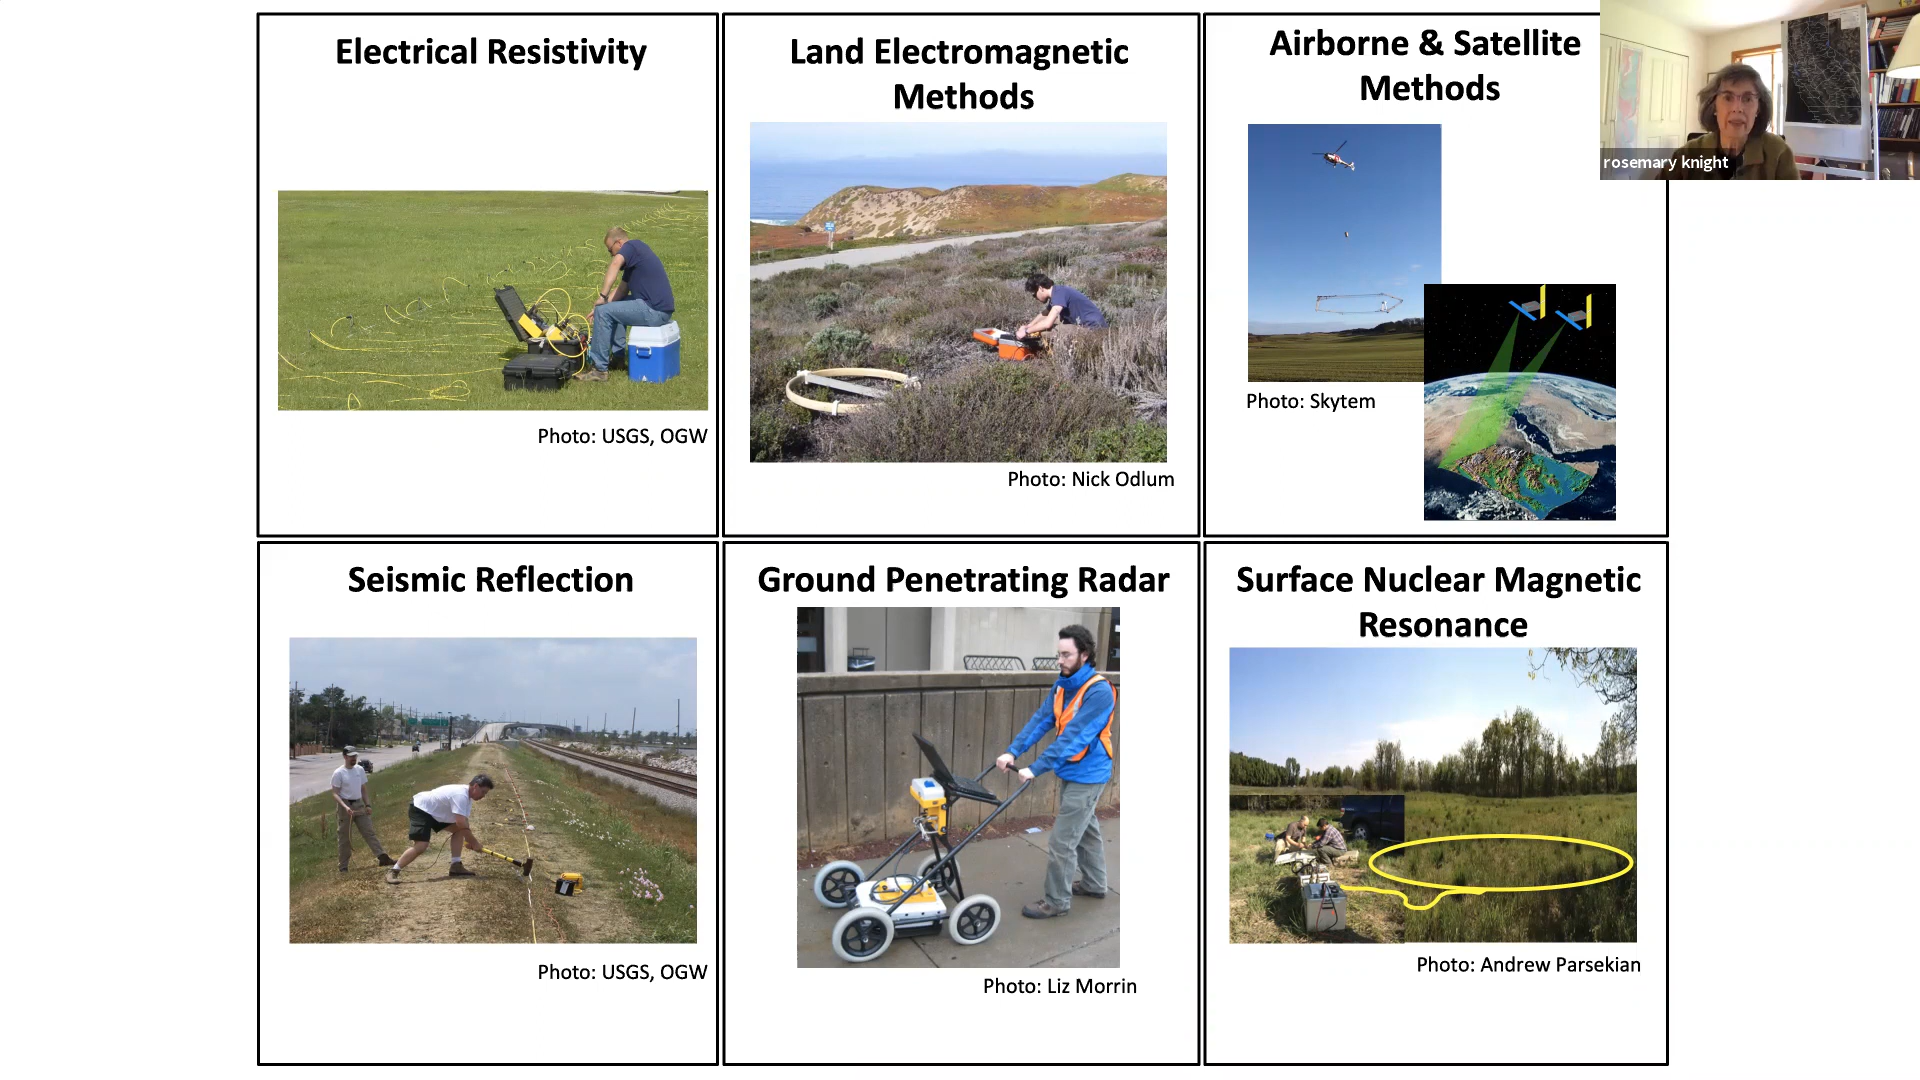 Electrical Resistivity
Photo: USGS, OGW
Land Electromagnetic
Methods
Photo: Nick Odlum
Airborne & Satellite
Methods
Photo: Skytem
rosemary knight
Seismic Reflection
Photo: USGS, OGW
Ground Penetrating Radar
Photo: Liz Morrin
Surface Nuclear Magnetic
Resonance
Photo: Andrew Parsekian